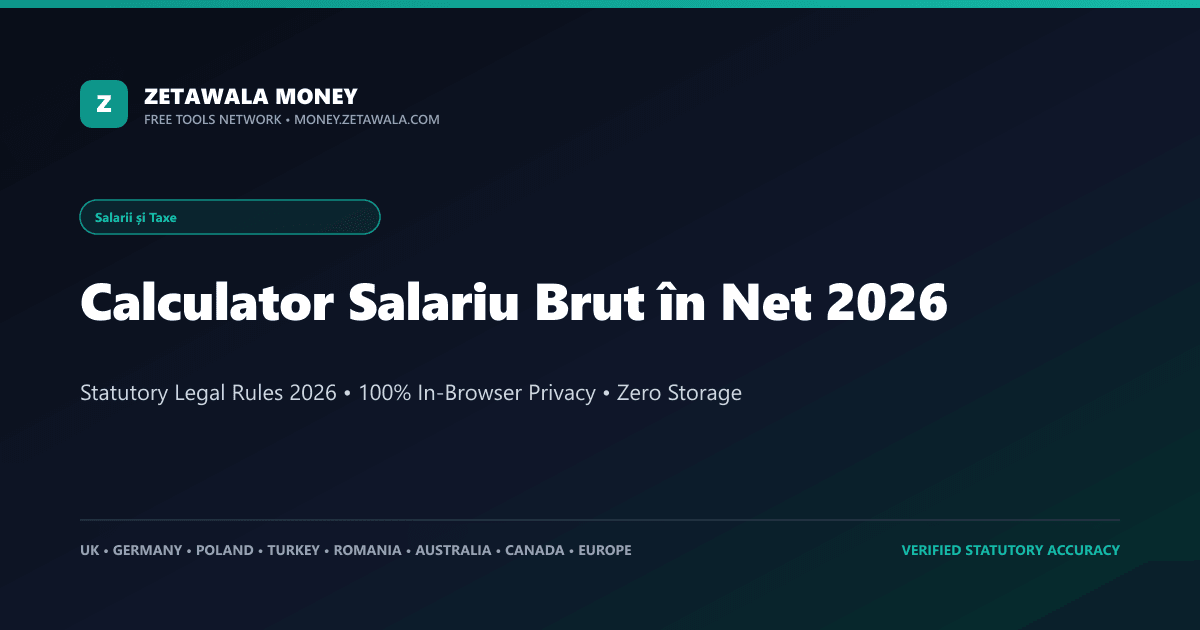 Z
ZETAWALA MONEY
FREE TOOLS NETWORK • MONEY.ZETAWALA.COM
Salarii și Taxe
Calculator Salariu Brut în Net 2026
Statutory Legal Rules 2026 • 100% In-Browser Privacy • Zero Storage
UK • GERMANY • POLAND • TURKEY • ROMANIA • AUSTRALIA • CANADA • EUROPE
VERIFIED STATUTORY ACCURACY